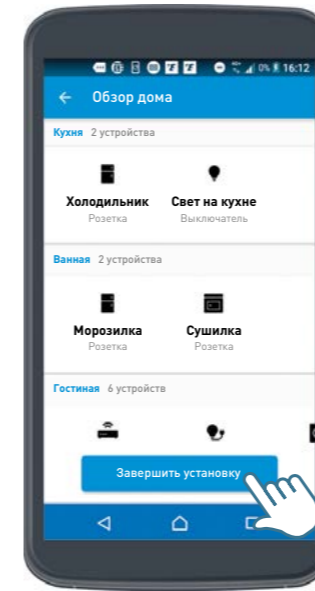 0% 16:12
Обзор дома
Кухня 2 устройства
Холодильник Свет на кухне
Розетка Выключатель
Ванная 2 устройства
Морозилка Сушилка
Розетка Розетка
Гостиная 6 устройств
Завершить установку